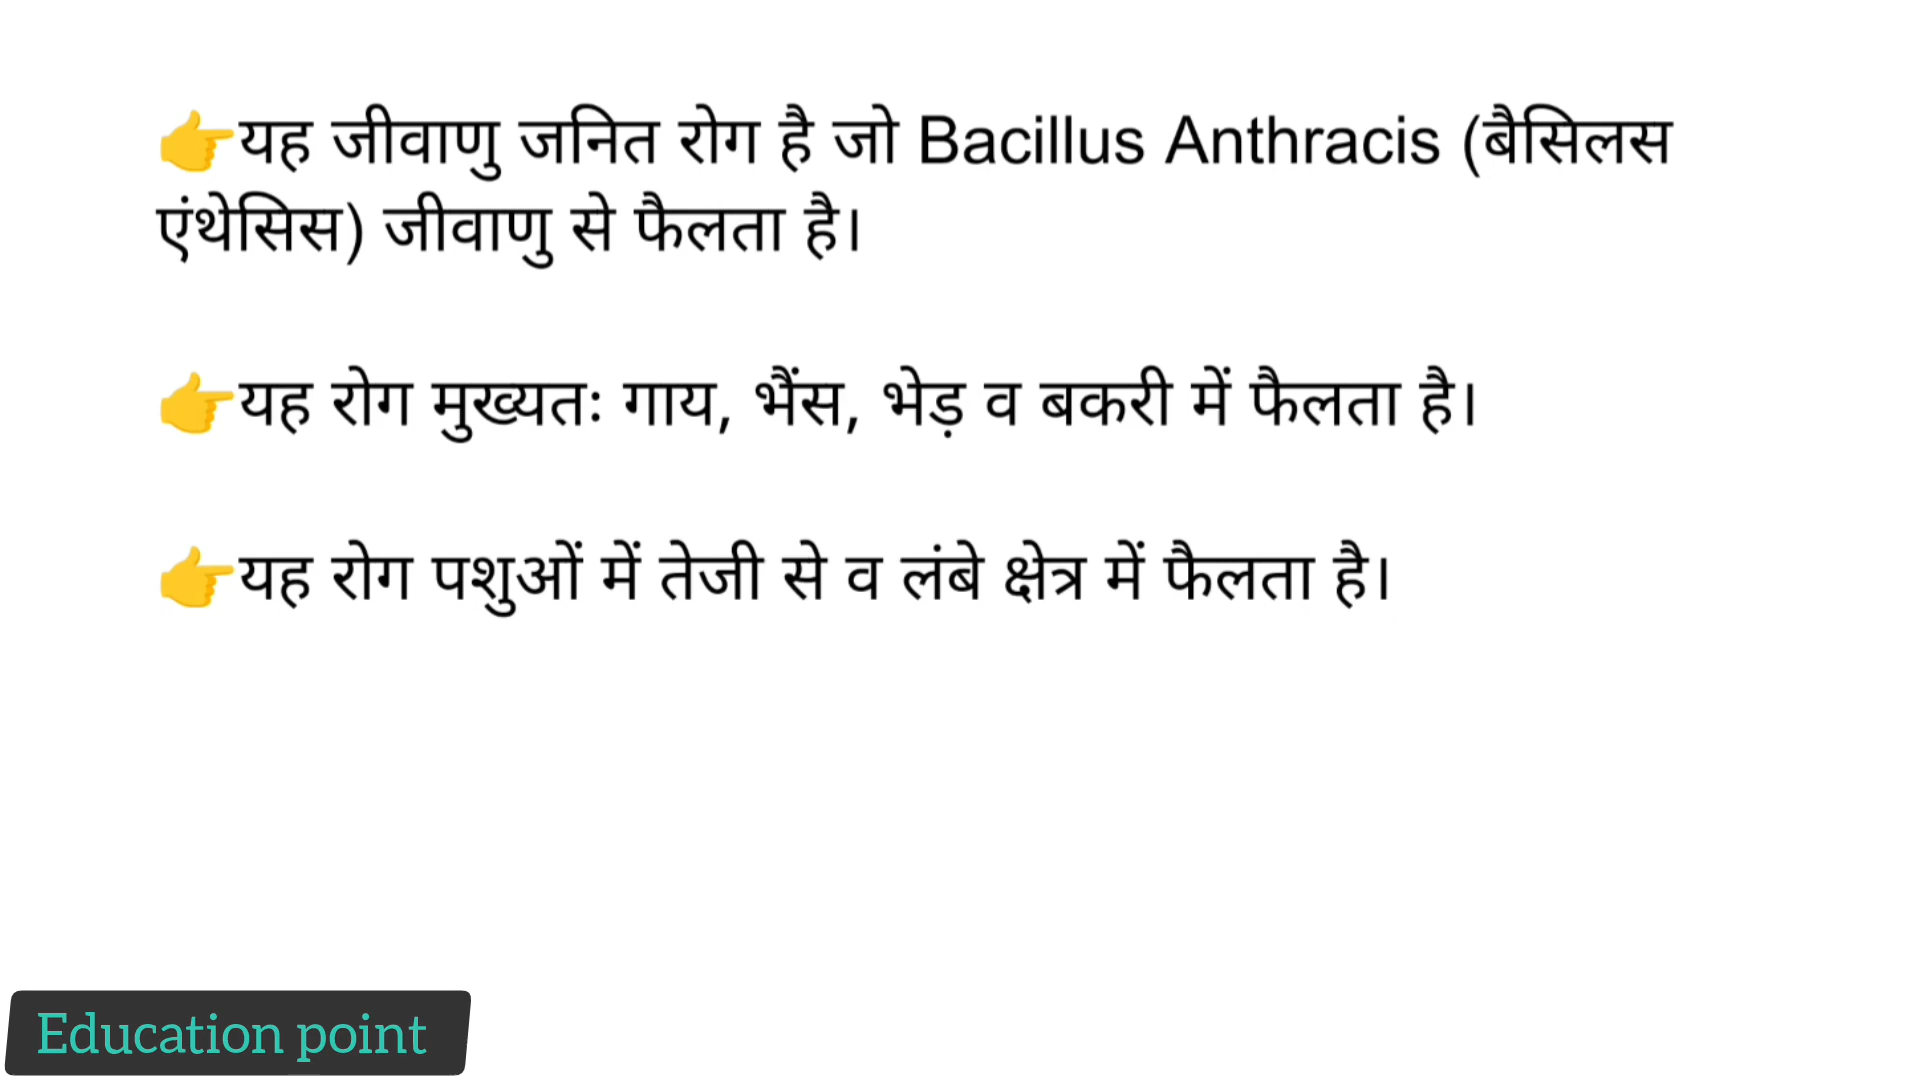 👉यह जीवाणु जनित रोग है जो Bacillus Anthracis (बैसिलस
एंथेसिस) जीवाणु से फैलता है।
👉यह रोग मुख्यतः गाय, भैंस, भेड़ व बकरी में फैलता है।
👉यह रोग पशुओं में तेजी से व लंबे क्षेत्र में फैलता है।
Education point